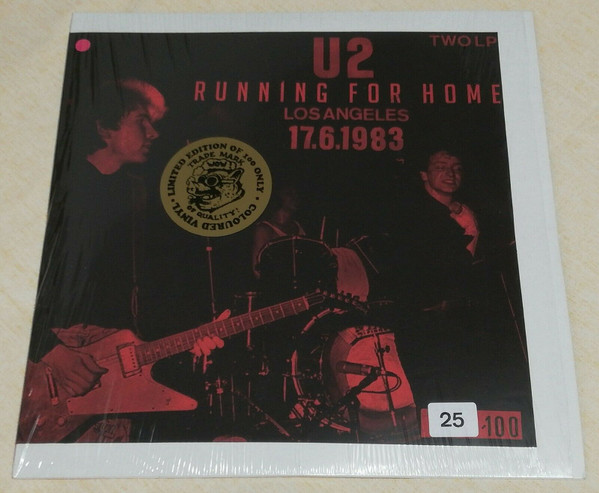 TWO LP
U2
RUNNING FOR HOME
LOS ANGELES
17.6.1983
LIMITED EDITION OF 100 ONLY • COLOURED VINYL •
TRADE MARK
OF QUALITY!
25
-100